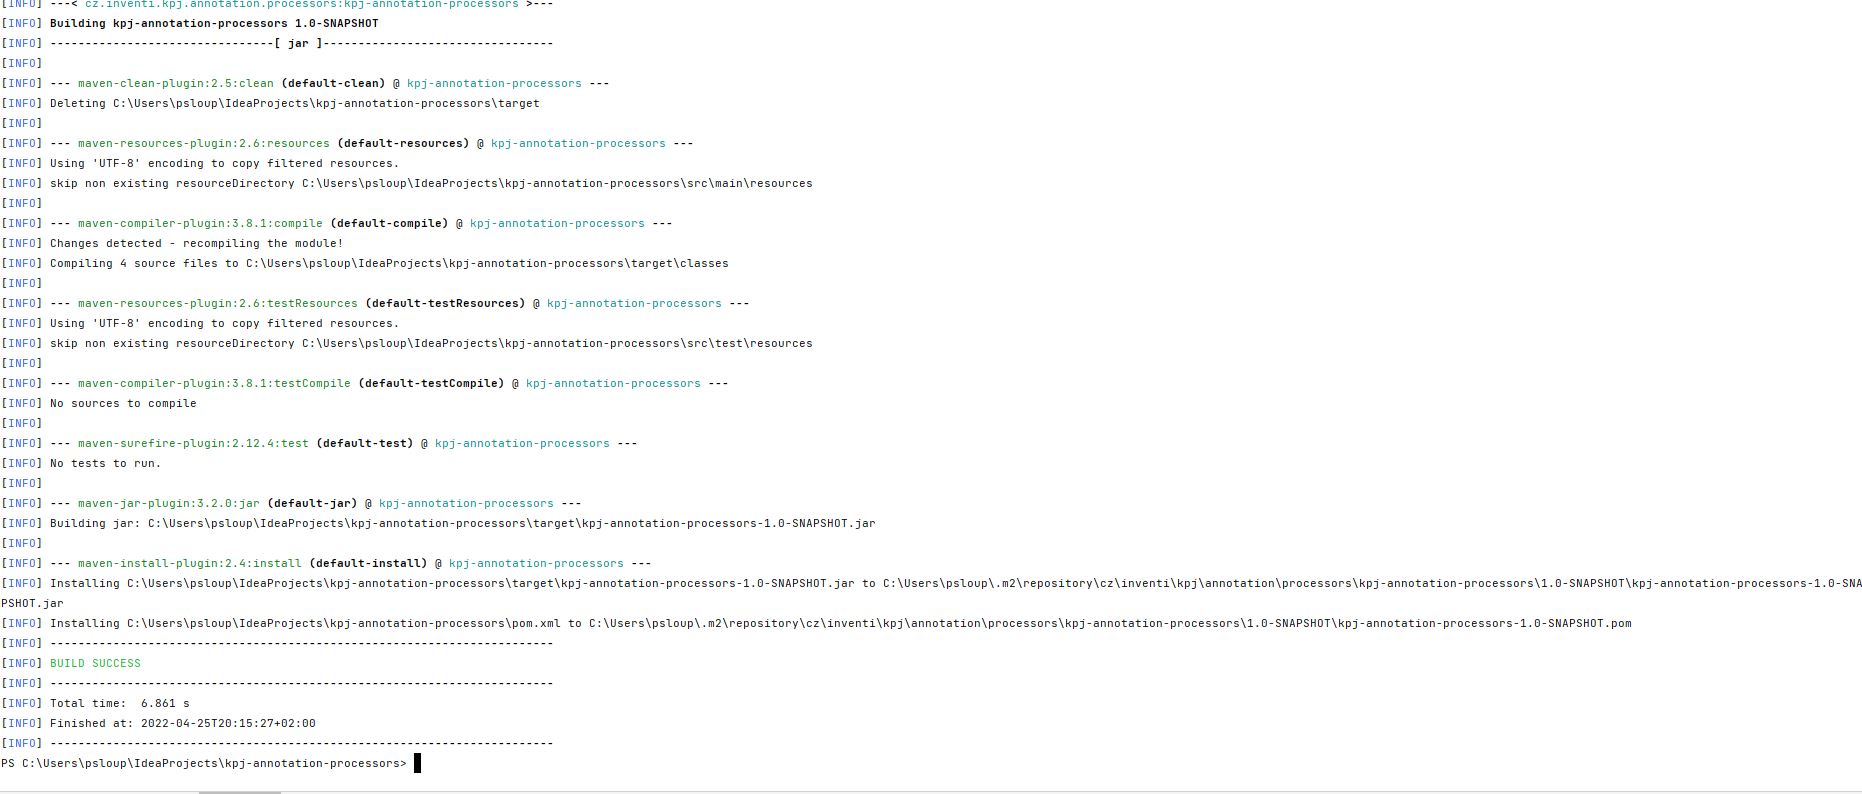 [INFO] ---< cz.inventi.kpj.annotation.processors:kpj-annotation-processors >---
[INFO] Building kpj-annotation-processors 1.0-SNAPSHOT
[INFO] --------------------------------[ jar ]---------------------------------
[INFO]
[INFO] --- maven-clean-plugin:2.5:clean (default-clean) @ kpj-annotation-processors ---
[INFO] Deleting C:\Users\psloup\IdeaProjects\kpj-annotation-processors\target
[INFO]
[INFO] --- maven-resources-plugin:2.6:resources (default-resources) @ kpj-annotation-processors ---
[INFO] Using 'UTF-8' encoding to copy filtered resources.
[INFO] skip non existing resourceDirectory C:\Users\psloup\IdeaProjects\kpj-annotation-processors\src\main\resources
[INFO]
[INFO] --- maven-compiler-plugin:3.8.1:compile (default-compile) @ kpj-annotation-processors ---
[INFO] Changes detected - recompiling the module!
[INFO] Compiling 4 source files to C:\Users\psloup\IdeaProjects\kpj-annotation-processors\target\classes
[INFO]
[INFO] --- maven-resources-plugin:2.6:testResources (default-testResources) @ kpj-annotation-processors ---
[INFO] Using 'UTF-8' encoding to copy filtered resources.
[INFO] skip non existing resourceDirectory C:\Users\psloup\IdeaProjects\kpj-annotation-processors\src\test\resources
[INFO]
[INFO] --- maven-compiler-plugin:3.8.1:testCompile (default-testCompile) @ kpj-annotation-processors ---
[INFO] No sources to compile
[INFO]
[INFO] --- maven-surefire-plugin:2.12.4:test (default-test) @ kpj-annotation-processors ---
[INFO] No tests to run.
[INFO]
[INFO] --- maven-jar-plugin:3.2.0:jar (default-jar) @ kpj-annotation-processors ---
[INFO] Building jar: C:\Users\psloup\IdeaProjects\kpj-annotation-processors\target\kpj-annotation-processors-1.0-SNAPSHOT.jar
[INFO]
[INFO] --- maven-install-plugin:2.4:install (default-install) @ kpj-annotation-processors ---
[INFO] Installing C:\Users\psloup\IdeaProjects\kpj-annotation-processors\target\kpj-annotation-processors-1.0-SNAPSHOT.jar to C:\Users\psloup\.m2\repository\cz\inventi\kpj\annotation\processors\kpj-annotation-processors\1.0-SNAPSHOT\kpj-annotation-processors-1.0-SNA
PSHOT.jar
[INFO] Installing C:\Users\psloup\IdeaProjects\kpj-annotation-processors\pom.xml to C:\Users\psloup\.m2\repository\cz\inventi\kpj\annotation\processors\kpj-annotation-processors\1.0-SNAPSHOT\kpj-annotation-processors-1.0-SNAPSHOT.pom
[INFO] ------------------------------------------------------------------------
[INFO] BUILD SUCCESS
[INFO] ------------------------------------------------------------------------
[INFO] Total time:  6.861 s
[INFO] Finished at: 2022-04-25T20:15:27+02:00
[INFO] ------------------------------------------------------------------------
PS C:\Users\psloup\IdeaProjects\kpj-annotation-processors>